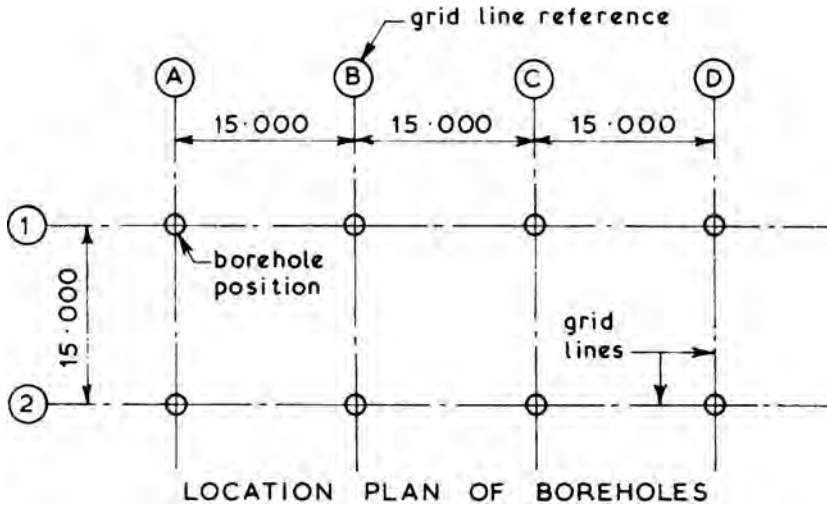 grid line reference
A B C D
15·000 15·000 15·000
1
borehole
position
15·000
grid
lines
2
LOCATION PLAN OF BOREHOLES